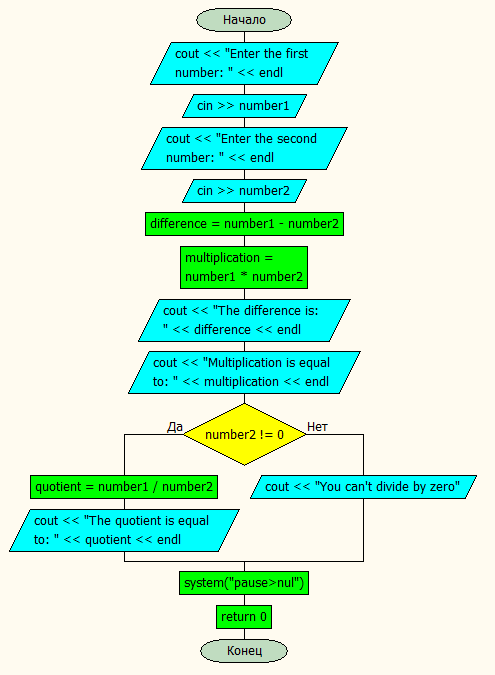 Начало
cout << "Enter the first
number: " << endl
cin >> number1
cout << "Enter the second
number: " << endl
cin >> number2
difference = number1 - number2
multiplication =
number1 * number2
cout << "The difference is:
" << difference << endl
cout << "Multiplication is equal
to: " << multiplication << endl
Да
Нет
number2 != 0
quotient = number1 / number2
cout << "You can't divide by zero"
cout << "The quotient is equal
to: " << quotient << endl
system("pause>nul")
return 0
Конец